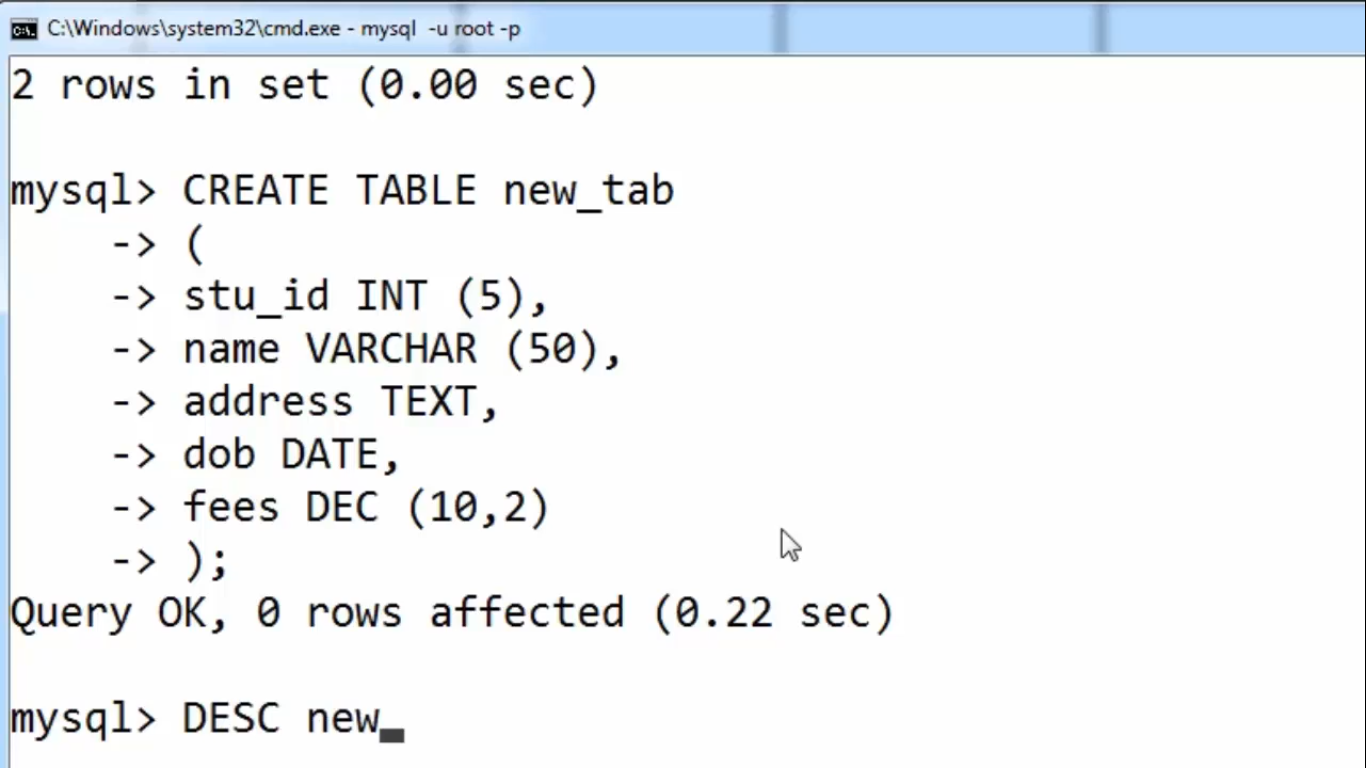 C:\Windows\system32\cmd.exe - mysql -u root -p
2 rows in set (0.00 sec)
mysql> CREATE TABLE new_tab
-> (
-> stu_id INT (5),
-> name VARCHAR (50),
-> address TEXT,
-> dob DATE,
-> fees DEC (10,2)
-> );
Query OK, 0 rows affected (0.22 sec)
mysql> DESC new